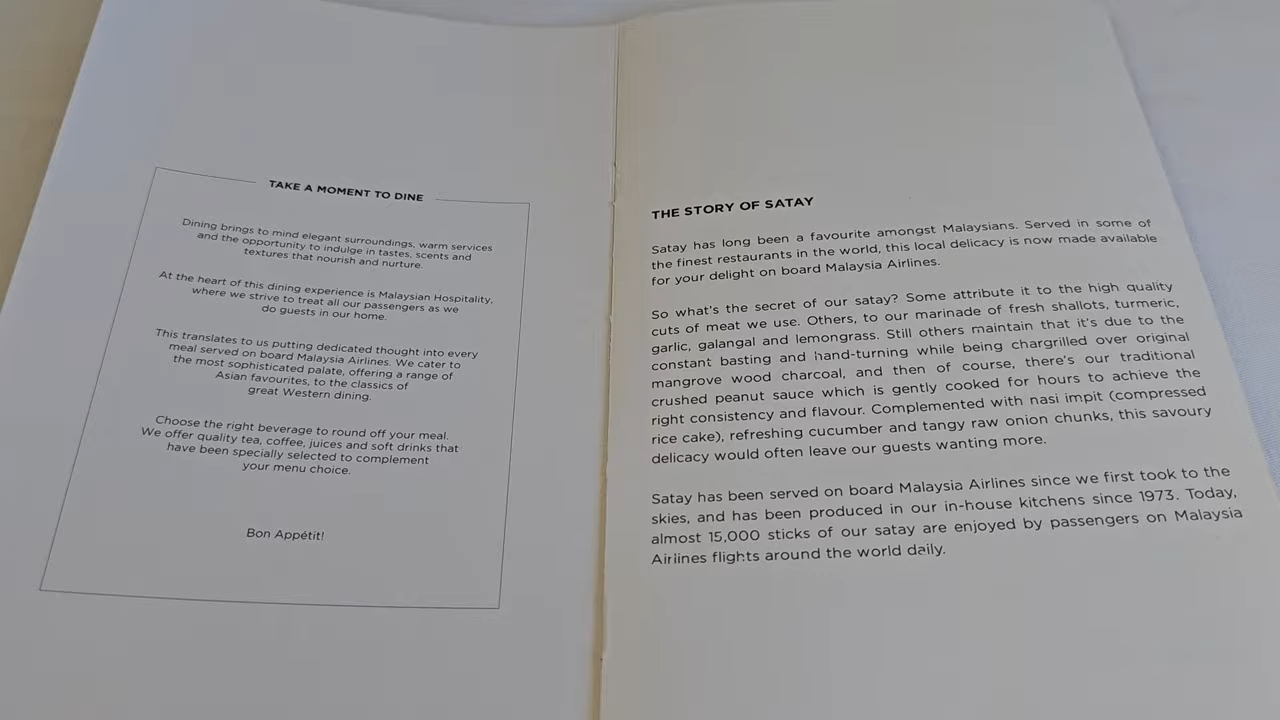 TAKE A MOMENT TO DINE
Dining brings to mind elegant surroundings, warm services
and the opportunity to indulge in tastes, scents and
textures that nourish and nurture.
At the heart of this dining experience is Malaysian Hospitality,
where we strive to treat all our passengers as we
do guests in our home.
This translates to us putting dedicated thought into every
meal served on board Malaysia Airlines. We cater to
the most sophisticated palate, offering a range of
Asian favourites, to the classics of
great Western dining.
Choose the right beverage to round off your meal.
We offer quality tea, coffee, juices and soft drinks that
have been specially selected to complement
your menu choice.
Bon Appétit!
THE STORY OF SATAY
Satay has long been a favourite amongst Malaysians. Served in some of
the finest restaurants in the world, this local delicacy is now made available
for your delight on board Malaysia Airlines.
So what's the secret of our satay? Some attribute it to the high quality
cuts of meat we use. Others, to our marinade of fresh shallots, turmeric,
garlic, galangal and lemongrass. Still others maintain that it's due to the
constant basting and hand-turning while being chargrilled over original
mangrove wood charcoal, and then of course, there's our traditional
crushed peanut sauce which is gently cooked for hours to achieve the
right consistency and flavour. Complemented with nasi impit (compressed
rice cake), refreshing cucumber and tangy raw onion chunks, this savoury
delicacy would often leave our guests wanting more.
Satay has been served on board Malaysia Airlines since we first took to the
skies, and has been produced in our in-house kitchens since 1973. Today,
almost 15,000 sticks of our satay are enjoyed by passengers on Malaysia
Airlines flights around the world daily.